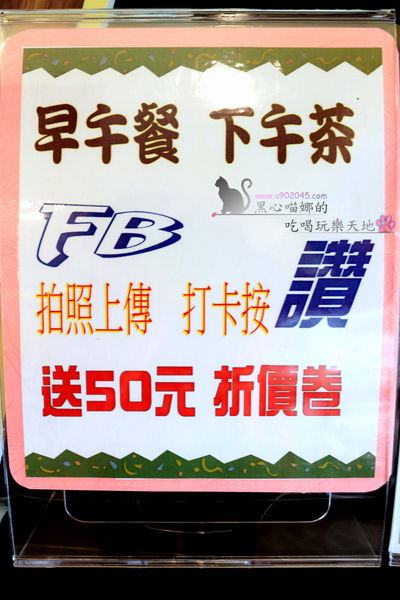 早午餐 下午茶
www.a902045.com
黑心喵娜的
吃喝玩樂天地
FB
拍照上傳 打卡按讚
送50元 折價卷